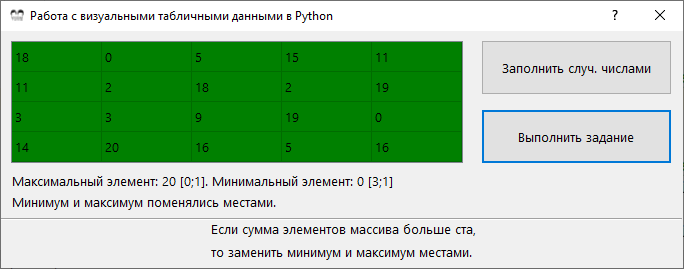 Работа с визуальными табличными данными в Python
? ×
18 0 5 15 11
11 2 18 2 19
3 3 9 19 0
14 20 16 5 16
Заполнить случ. числами
Выполнить задание
Максимальный элемент: 20 [0;1]. Минимальный элемент: 0 [3;1]
Минимум и максимум поменялись местами.
Если сумма элементов массива больше ста,
то заменить минимум и максимум местами.